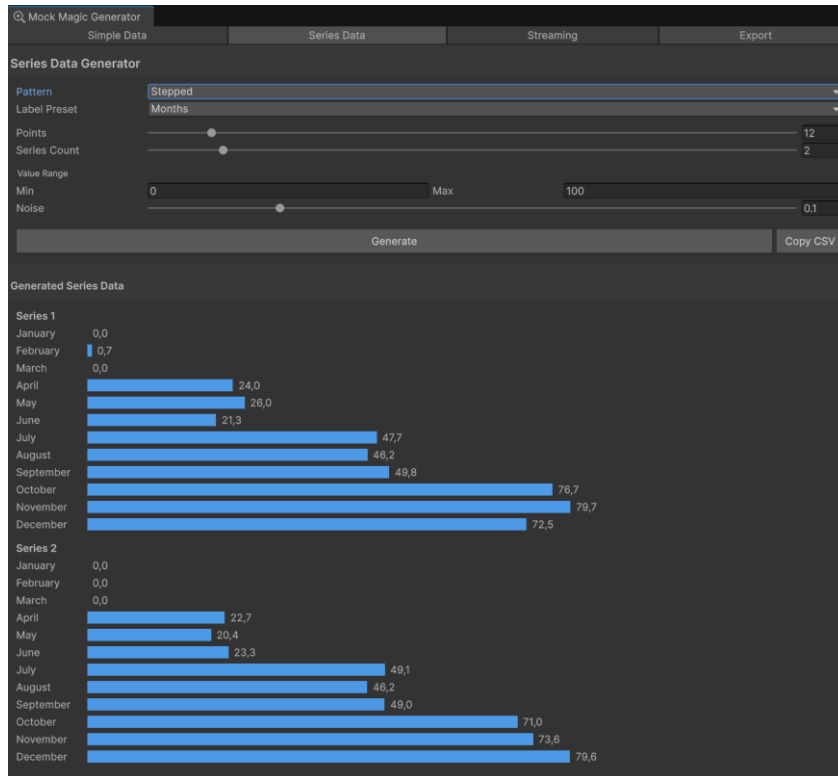 Mock Magic Generator
Simple Data Series Data Streaming Export
Series Data Generator
Pattern Stepped
Label Preset Months
Points 12
Series Count 2
Value Range
Min 0 Max 100
Noise 0.1
Generate Copy CSV
Generated Series Data
Series 1
January 0,0
February 0,7
March 0,0
April 24,0
May 26,0
June 21,3
July 47,7
August 46,2
September 49,8
October 76,7
November 79,7
December 72,5
Series 2
January 0,0
February 0,0
March 0,0
April 22,7
May 20,4
June 23,3
July 49,1
August 46,2
September 49,0
October 71,0
November 73,6
December 79,6